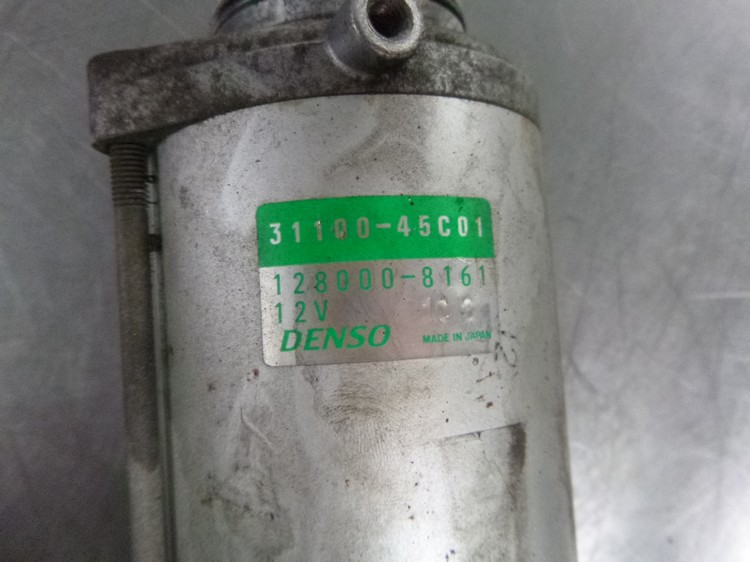 31100-45C01
128000-8161
12V
DENSO MADE IN JAPAN